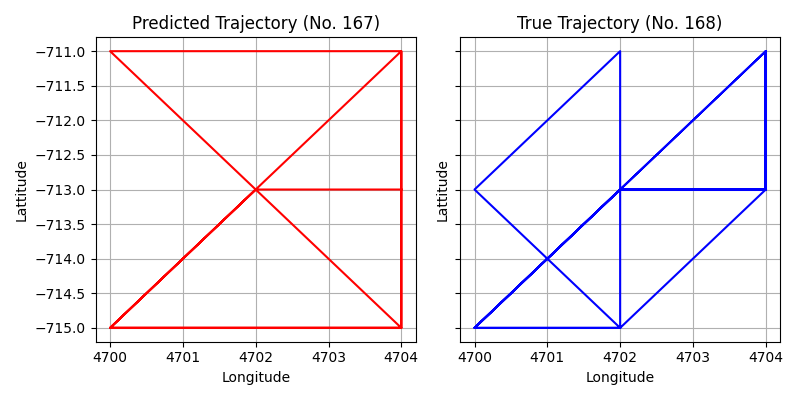 Predicted Trajectory (No. 167)
True Trajectory (No. 168)
−711.0
−711.5
−712.0
−712.5
−713.0
−713.5
−714.0
−714.5
−715.0
Lattitude
Lattitude
4700 4701 4702 4703 4704
4700 4701 4702 4703 4704
Longitude
Longitude